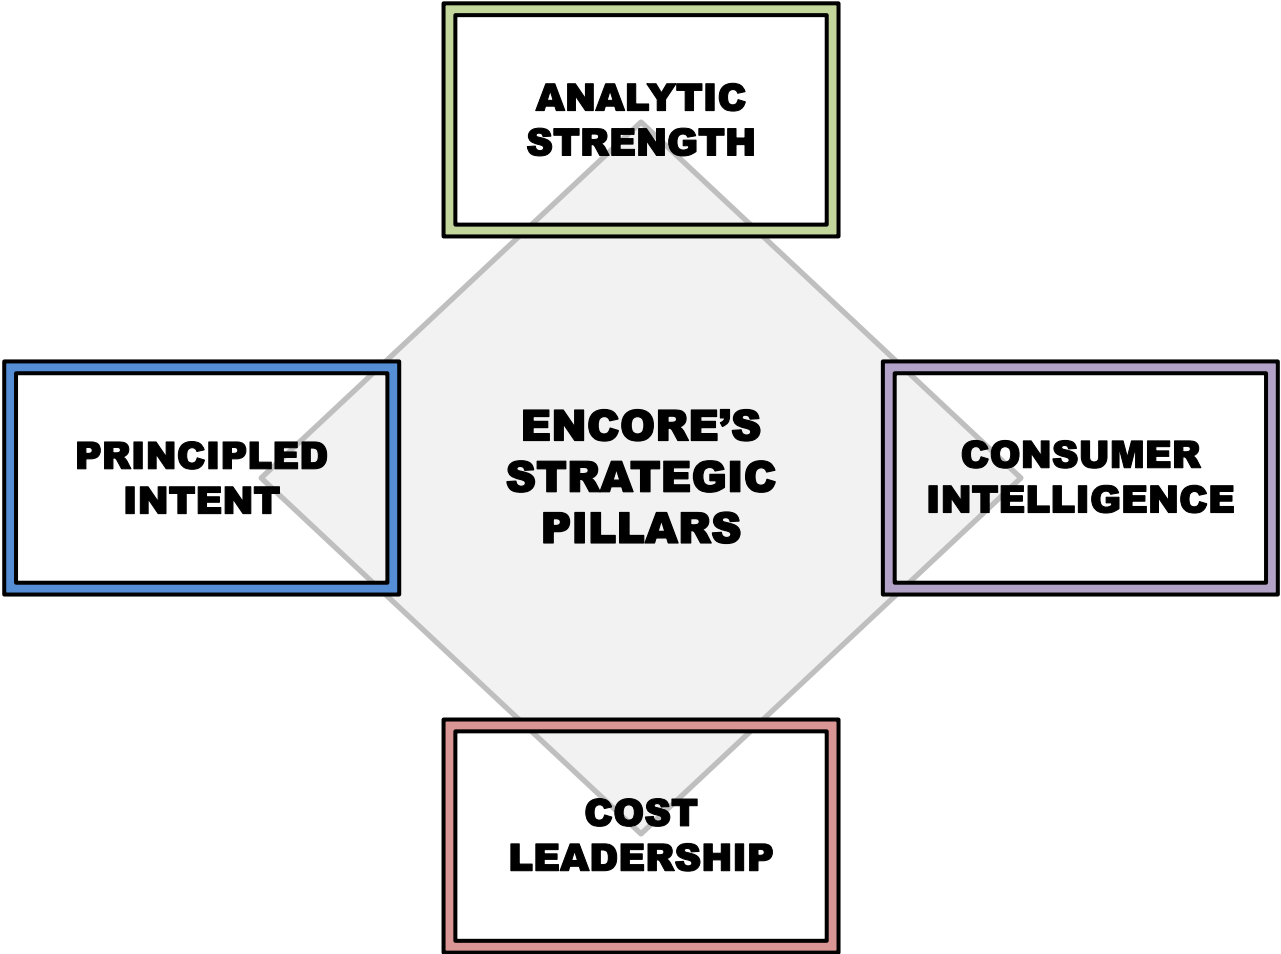 ANALYTIC
STRENGTH
PRINCIPLED
INTENT
ENCORE’S
STRATEGIC
PILLARS
CONSUMER
INTELLIGENCE
COST
LEADERSHIP